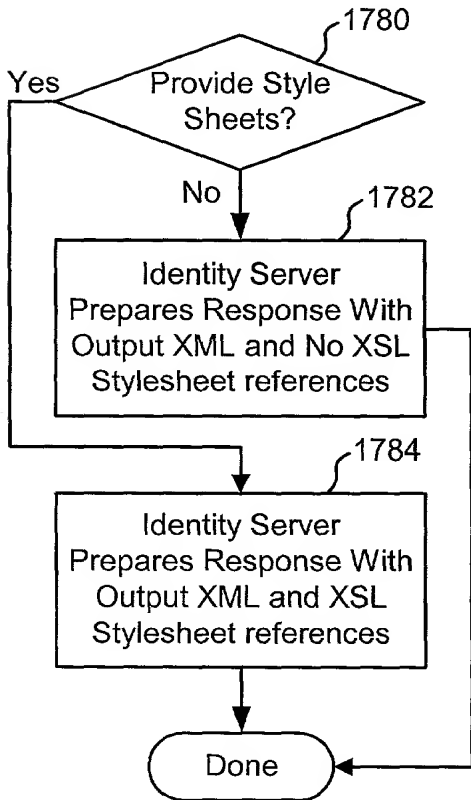 1780
Yes
Provide Style
Sheets?
No
1782
Identity Server
Prepares Response With
Output XML and No XSL
Stylesheet references
1784
Identity Server
Prepares Response With
Output XML and XSL
Stylesheet references
Done